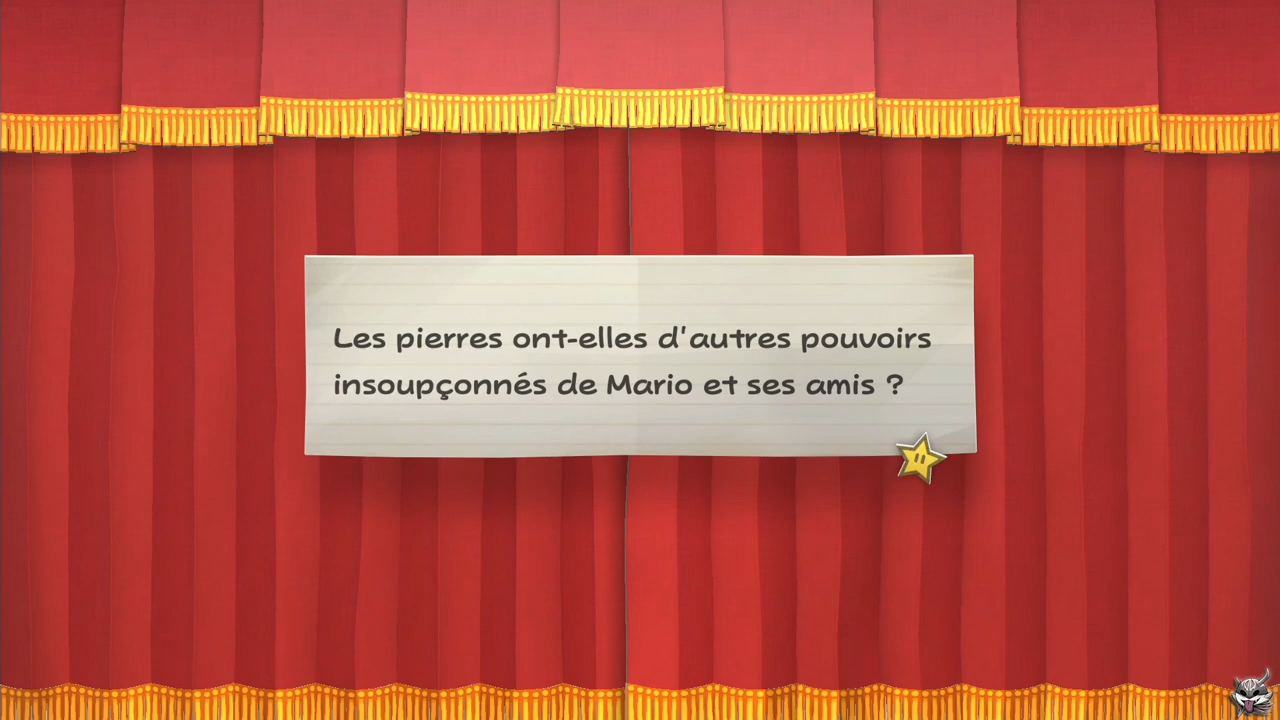 Les pierres ont-elles d'autres pouvoirs
insoupçonnés de Mario et ses amis ?